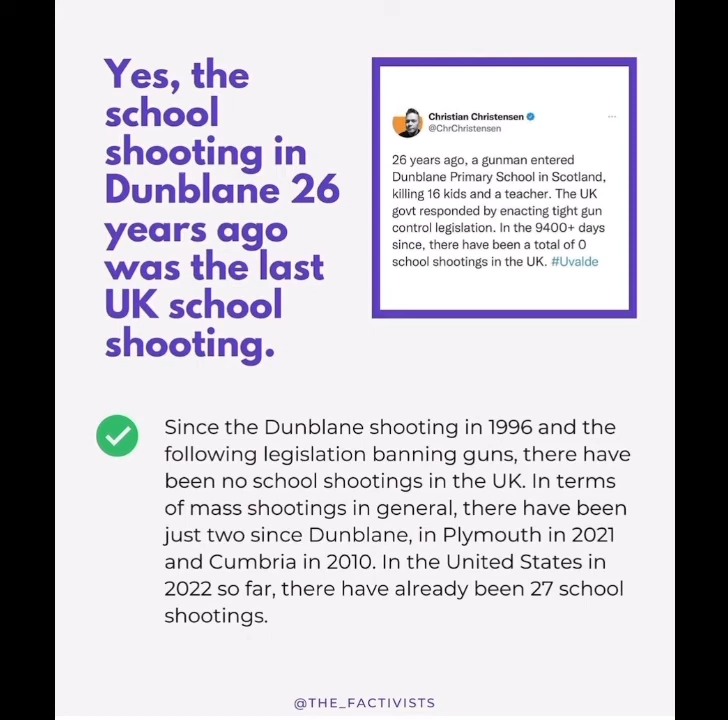 Yes, the
school
shooting in
Dunblane 26
years ago
was the last
UK school
shooting.
Christian Christensen
@ChrChristensen
26 years ago, a gunman entered
Dunblane Primary School in Scotland,
killing 16 kids and a teacher. The UK
govt responded by enacting tight gun
control legislation. In the 9400+ days
since, there have been a total of 0
school shootings in the UK. #Uvalde
Since the Dunblane shooting in 1996 and the
following legislation banning guns, there have
been no school shootings in the UK. In terms
of mass shootings in general, there have been
just two since Dunblane, in Plymouth in 2021
and Cumbria in 2010. In the United States in
2022 so far, there have already been 27 school
shootings.
@THE_FACTIVISTS